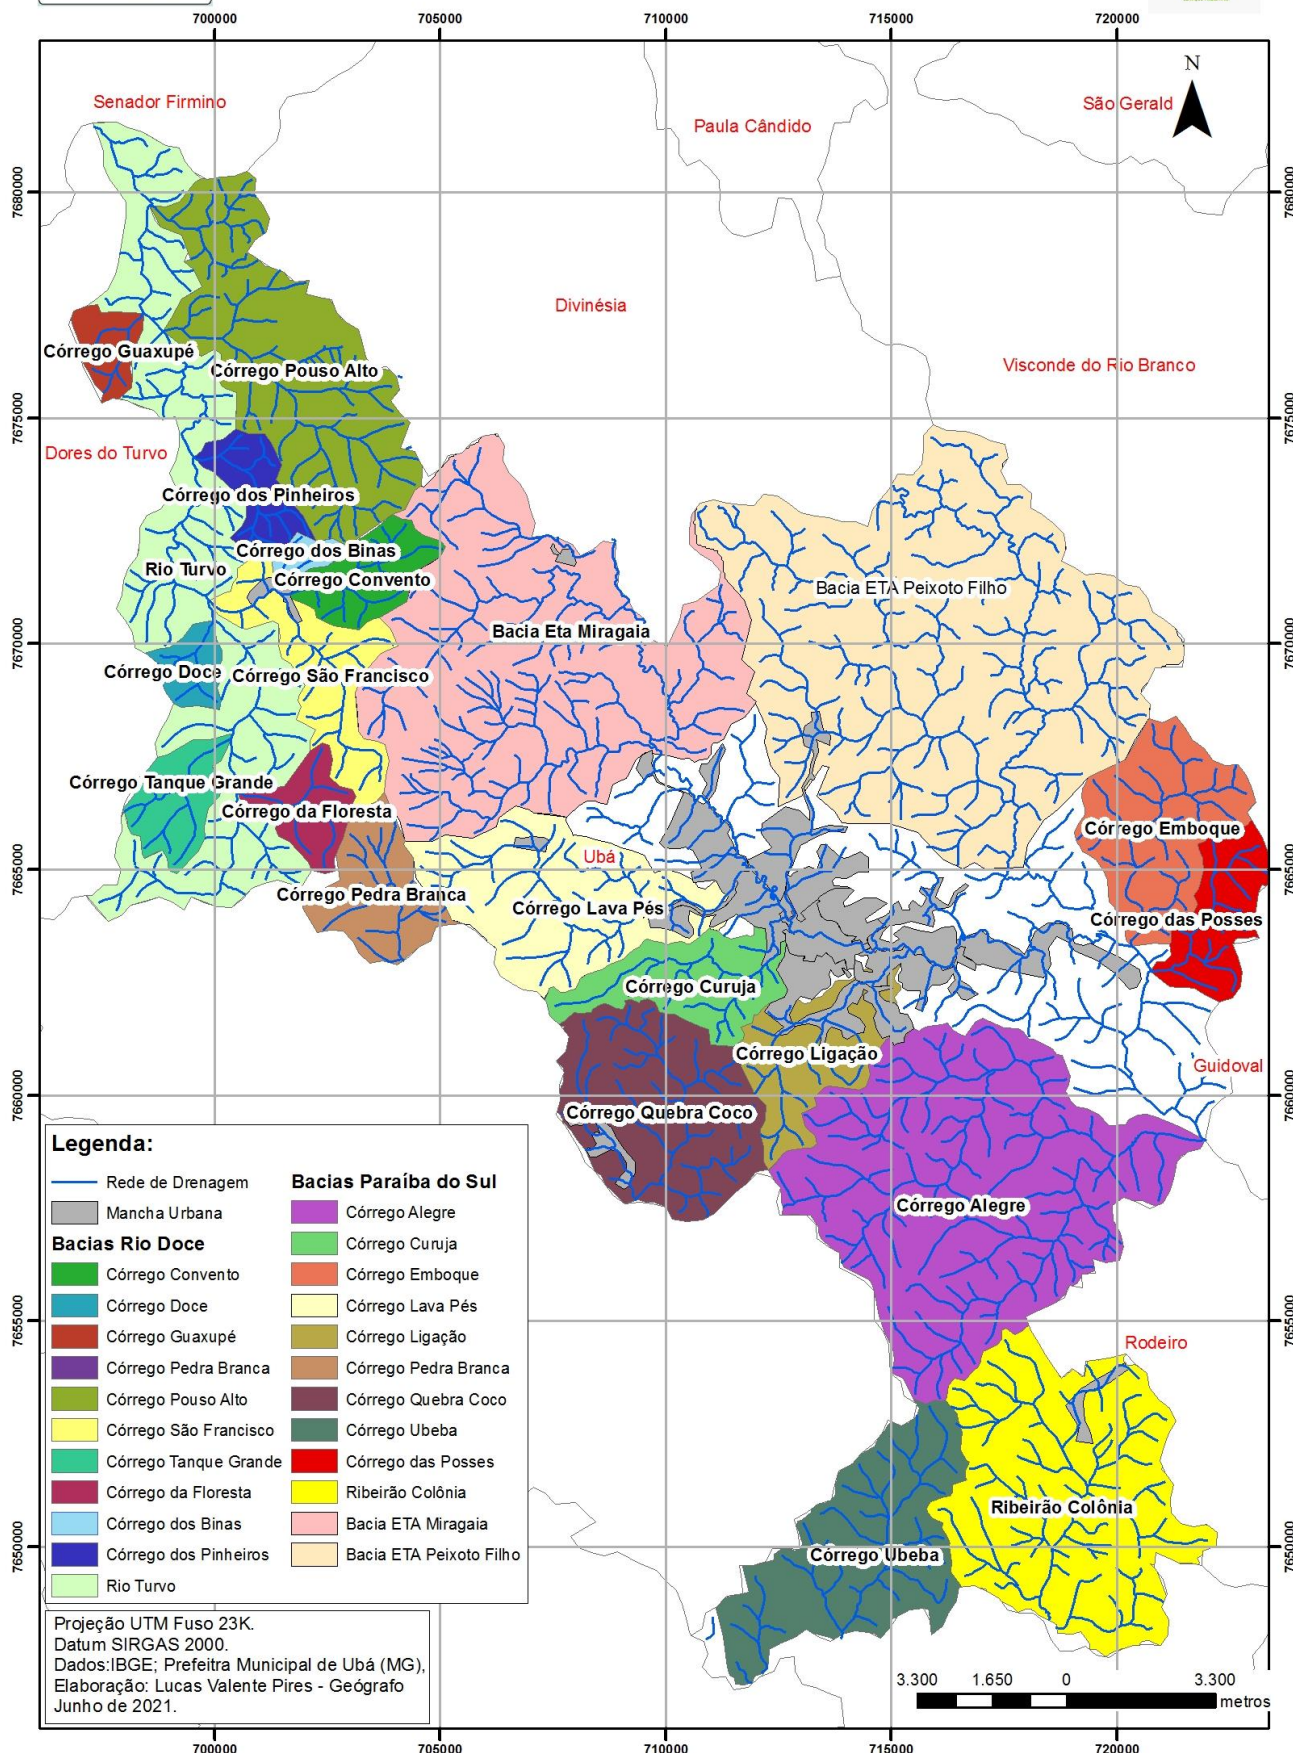 700000 705000 710000 715000 720000
N
Senador Firmino
São Gerald
Paula Cândido
7680000
7680000
Divinésia
Córrego Guaxupé
Córrego Pouso Alto
Visconde do Rio Branco
7675000
7675000
Dores do Turvo
Córrego dos Pinheiros
Córrego dos Binas
Rio Turvo
Córrego Convento
Bacia ETA Peixoto Filho
Bacia Eta Miragaia
7670000
7670000
Córrego Doce
Córrego São Francisco
Córrego Tanque Grande
Córrego da Floresta
Córrego Emboque
Ubá
7665000
7665000
Córrego Pedra Branca
Córrego Lava Pés
Córrego das Posses
Córrego Curuja
Córrego Ligação
Guidoval
7660000
7660000
Córrego Quebra Coco
Córrego Alegre
7655000
7655000
Rodeiro
Ribeirão Colônia
7650000
7650000
Córrego Ubeba
Legenda:
Rede de Drenagem
Mancha Urbana
Bacias Rio Doce
Córrego Convento
Córrego Doce
Córrego Guaxupé
Córrego Pedra Branca
Córrego Pouso Alto
Córrego São Francisco
Córrego Tanque Grande
Córrego da Floresta
Córrego dos Binas
Córrego dos Pinheiros
Rio Turvo
Bacias Paraíba do Sul
Córrego Alegre
Córrego Curuja
Córrego Emboque
Córrego Lava Pés
Córrego Ligação
Córrego Pedra Branca
Córrego Quebra Coco
Córrego Ubeba
Córrego das Posses
Ribeirão Colônia
Bacia ETA Miragaia
Bacia ETA Peixoto Filho
Projeção UTM Fuso 23K.
Datum SIRGAS 2000.
Dados:IBGE; Prefeitra Municipal de Ubá (MG),
Elaboração: Lucas Valente Pires - Geógrafo
Junho de 2021.
3.300 1.650 0 3.300
metros
700000 705000 710000 715000 720000